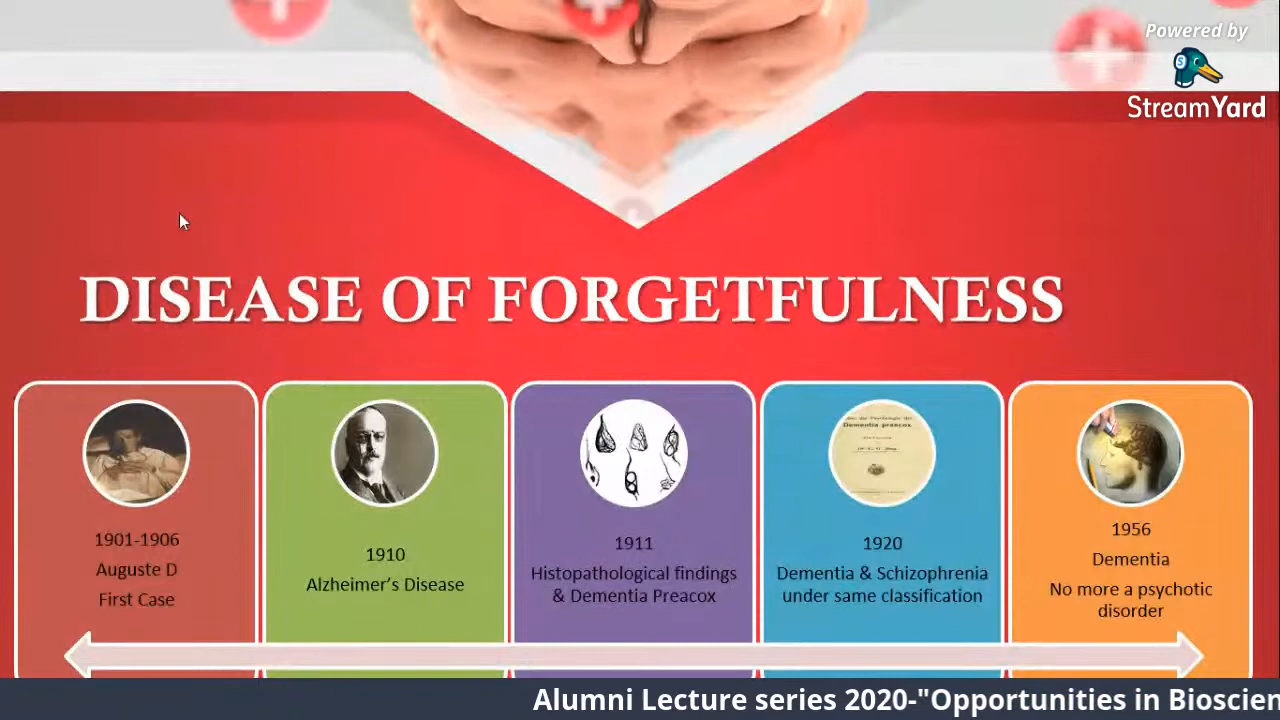 Powered by
StreamYard
DISEASE OF FORGETFULNESS
Dementia praecox
1901-1906
Auguste D
First Case
1910
Alzheimer's Disease
1911
Histopathological findings
& Dementia Preacox
1920
Dementia & Schizophrenia
under same classification
1956
Dementia
No more a psychotic
disorder
Alumni Lecture series 2020-"Opportunities in Bioscien